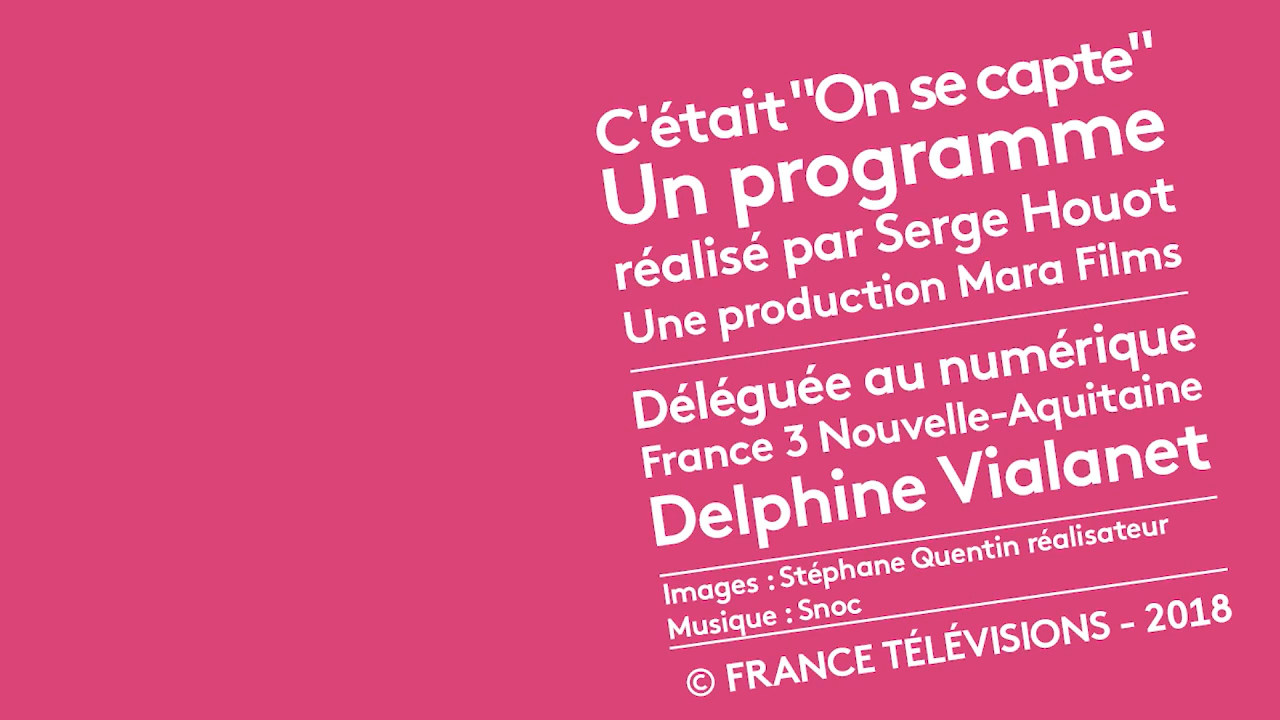 C'était "On se capte"
Un programme
réalisé par Serge Houot
Une production Mara Films
Déléguée au numérique
France 3 Nouvelle-Aquitaine
Delphine Vialanet
Images : Stéphane Quentin réalisateur
Musique : Snoc
© FRANCE TÉLÉVISIONS - 2018